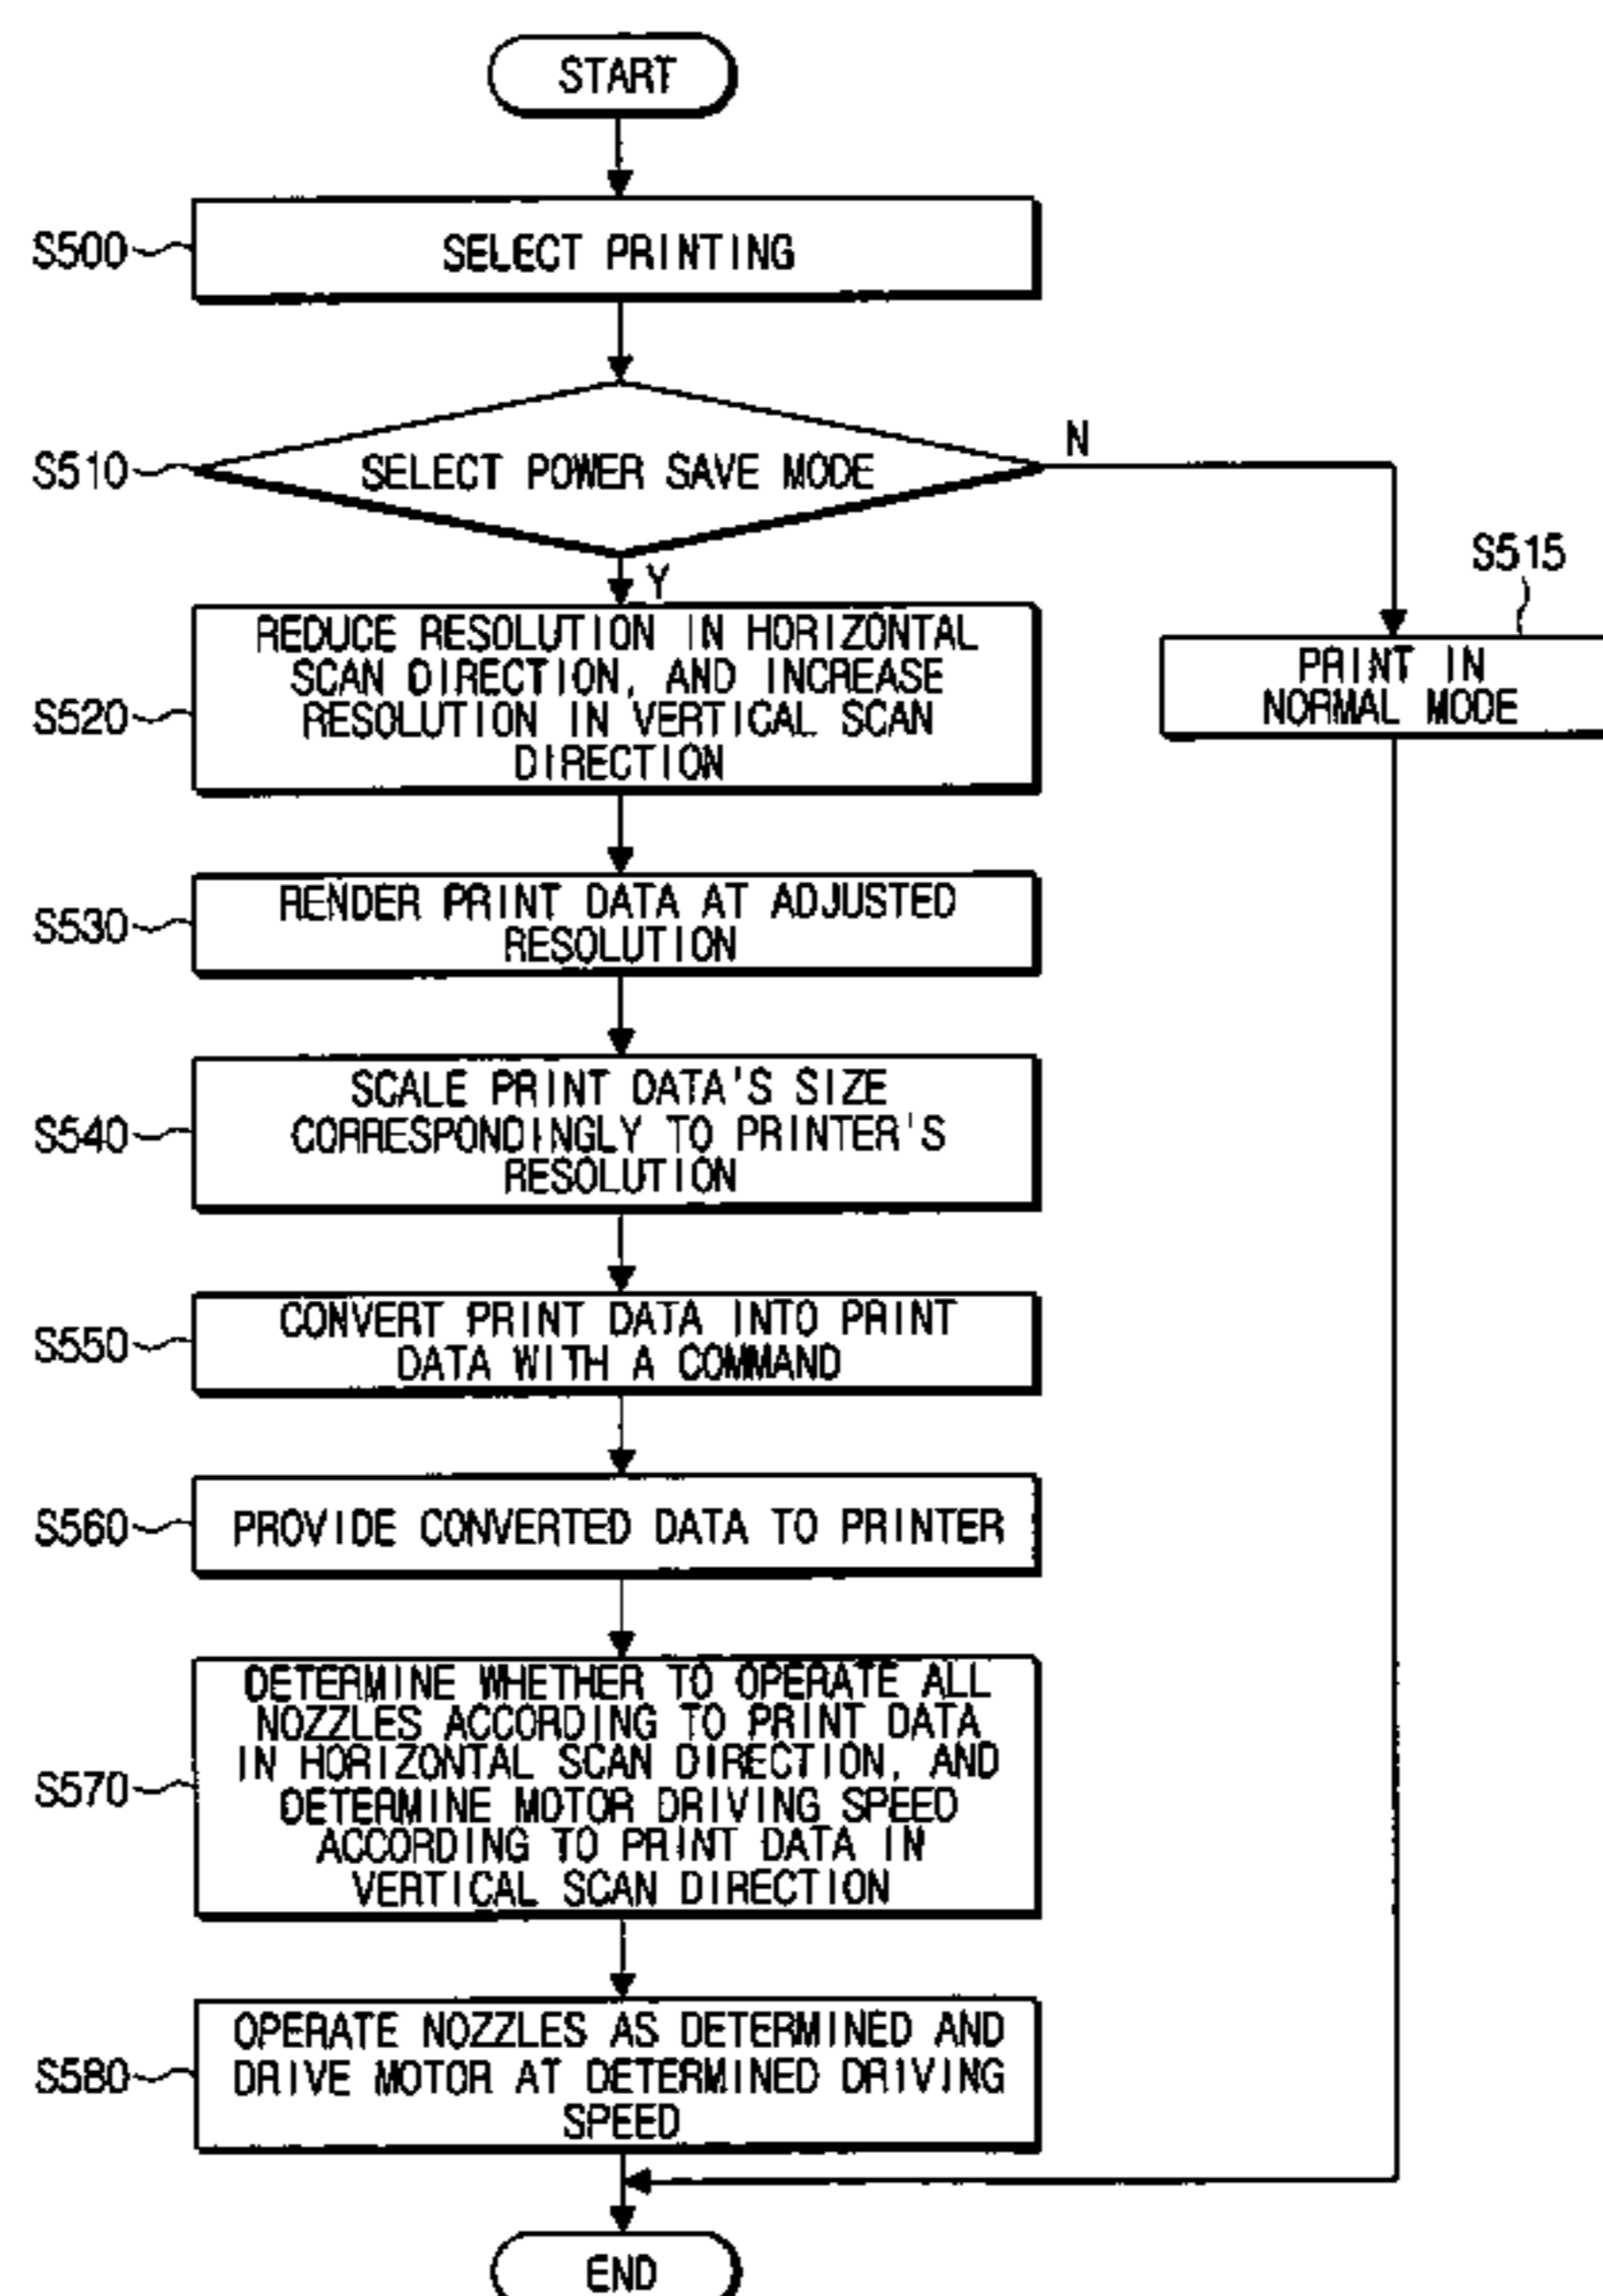 START
S500
SELECT PRINTING
S510
SELECT POWER SAVE MODE
N
Y
S515
PRINT IN
NORMAL MODE
S520
REDUCE RESOLUTION IN HORIZONTAL
SCAN DIRECTION, AND INCREASE
RESOLUTION IN VERTICAL SCAN
DIRECTION
S530
RENDER PRINT DATA AT ADJUSTED
RESOLUTION
S540
SCALE PRINT DATA'S SIZE
CORRESPONDINGLY TO PRINTER'S
RESOLUTION
S550
CONVERT PRINT DATA INTO PRINT
DATA WITH A COMMAND
S560
PROVIDE CONVERTED DATA TO PRINTER
S570
DETERMINE WHETHER TO OPERATE ALL
NOZZLES ACCORDING TO PRINT DATA
IN HORIZONTAL SCAN DIRECTION, AND
DETERMINE MOTOR DRIVING SPEED
ACCORDING TO PRINT DATA IN
VERTICAL SCAN DIRECTION
S580
OPERATE NOZZLES AS DETERMINED AND
DRIVE MOTOR AT DETERMINED DRIVING
SPEED
END